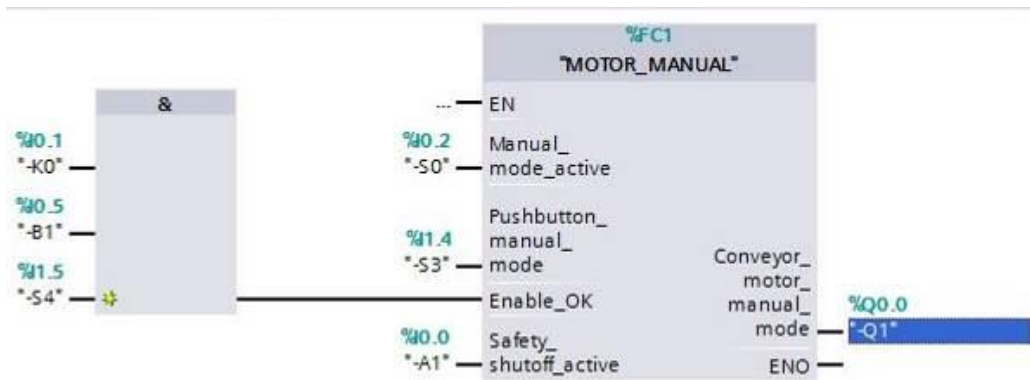 %FC1
"MOTOR_MANUAL"
&
... EN
%I0.1
"-K0"
%I0.2
"-S0"
Manual_
mode_active
%I0.5
"-B1"
Pushbutton_
manual_
mode
%I1.4
"-S3"
%I1.5
"-S4"
Enable_OK
Conveyor_
motor_
manual_
mode
%Q0.0
"-Q1"
%I0.0
"-A1"
Safety_
shutoff_active
ENO